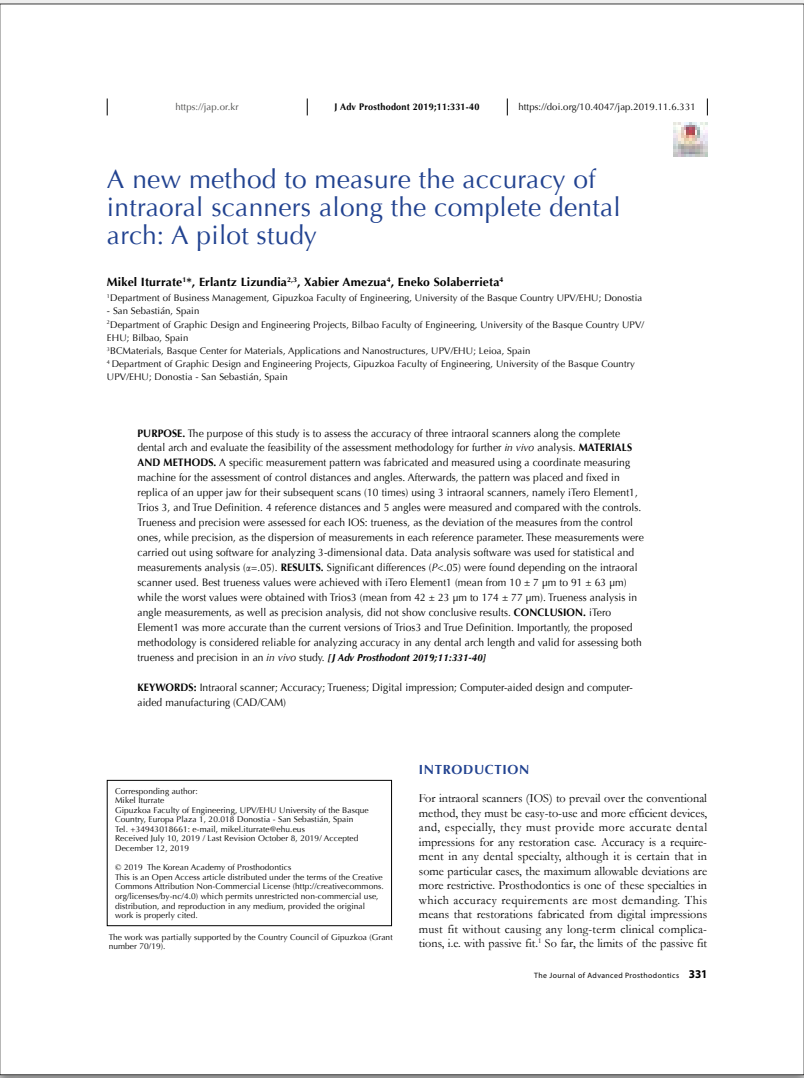 https://jap.or.kr
J Adv Prosthodont 2019;11:331-40
https://doi.org/10.4047/jap.2019.11.6.331
A new method to measure the accuracy of
intraoral scanners along the complete dental
arch: A pilot study
Mikel Iturrate¹*, Erlantz Lizundia²,³, Xabier Amezua⁴, Eneko Solaberrieta⁴
¹Department of Business Management, Gipuzkoa Faculty of Engineering, University of the Basque Country UPV/EHU; Donostia
- San Sebastián, Spain
²Department of Graphic Design and Engineering Projects, Bilbao Faculty of Engineering, University of the Basque Country UPV/
EHU; Bilbao, Spain
³BCMaterials, Basque Center for Materials, Applications and Nanostructures, UPV/EHU; Leioa, Spain
⁴ Department of Graphic Design and Engineering Projects, Gipuzkoa Faculty of Engineering, University of the Basque Country
UPV/EHU; Donostia - San Sebastián, Spain
PURPOSE. The purpose of this study is to assess the accuracy of three intraoral scanners along the complete
dental arch and evaluate the feasibility of the assessment methodology for further in vivo analysis. MATERIALS
AND METHODS. A specific measurement pattern was fabricated and measured using a coordinate measuring
machine for the assessment of control distances and angles. Afterwards, the pattern was placed and fixed in
replica of an upper jaw for their subsequent scans (10 times) using 3 intraoral scanners, namely iTero Element1,
Trios 3, and True Definition. 4 reference distances and 5 angles were measured and compared with the controls.
Trueness and precision were assessed for each IOS: trueness, as the deviation of the measures from the control
ones, while precision, as the dispersion of measurements in each reference parameter. These measurements were
carried out using software for analyzing 3-dimensional data. Data analysis software was used for statistical and
measurements analysis (α=.05). RESULTS. Significant differences (P<.05) were found depending on the intraoral
scanner used. Best trueness values were achieved with iTero Element1 (mean from 10 ± 7 μm to 91 ± 63 μm)
while the worst values were obtained with Trios3 (mean from 42 ± 23 μm to 174 ± 77 μm). Trueness analysis in
angle measurements, as well as precision analysis, did not show conclusive results. CONCLUSION. iTero
Element1 was more accurate than the current versions of Trios3 and True Definition. Importantly, the proposed
methodology is considered reliable for analyzing accuracy in any dental arch length and valid for assessing both
trueness and precision in an in vivo study. [J Adv Prosthodont 2019;11:331-40]
KEYWORDS: Intraoral scanner; Accuracy; Trueness; Digital impression; Computer-aided design and computer-
aided manufacturing (CAD/CAM)
Corresponding author:
Mikel Iturrate
Gipuzkoa Faculty of Engineering, UPV/EHU University of the Basque
Country, Europa Plaza 1, 20.018 Donostia - San Sebastián, Spain
Tel. +34943018661: e-mail, mikel.iturrate@ehu.eus
Received July 10, 2019 / Last Revision October 8, 2019/ Accepted
December 12, 2019
© 2019 The Korean Academy of Prosthodontics
This is an Open Access article distributed under the terms of the Creative
Commons Attribution Non-Commercial License (http://creativecommons.
org/licenses/by-nc/4.0) which permits unrestricted non-commercial use,
distribution, and reproduction in any medium, provided the original
work is properly cited.
The work was partially supported by the Country Council of Gipuzkoa (Grant
number 70/19).
INTRODUCTION
For intraoral scanners (IOS) to prevail over the conventional
method, they must be easy-to-use and more efficient devices,
and, especially, they must provide more accurate dental
impressions for any restoration case. Accuracy is a require-
ment in any dental specialty, although it is certain that in
some particular cases, the maximum allowable deviations are
more restrictive. Prosthodontics is one of these specialties in
which accuracy requirements are most demanding. This
means that restorations fabricated from digital impressions
must fit without causing any long-term clinical complica-
tions, i.e. with passive fit.¹ So far, the limits of the passive fit
The Journal of Advanced Prosthodontics 331